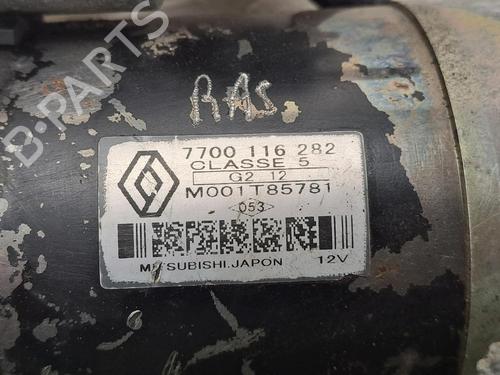 RAS
7700 116 282
CLASSE 5
G2 12
M001T85781
053
MITSUBISHI.JAPON 12V
B-PARTS